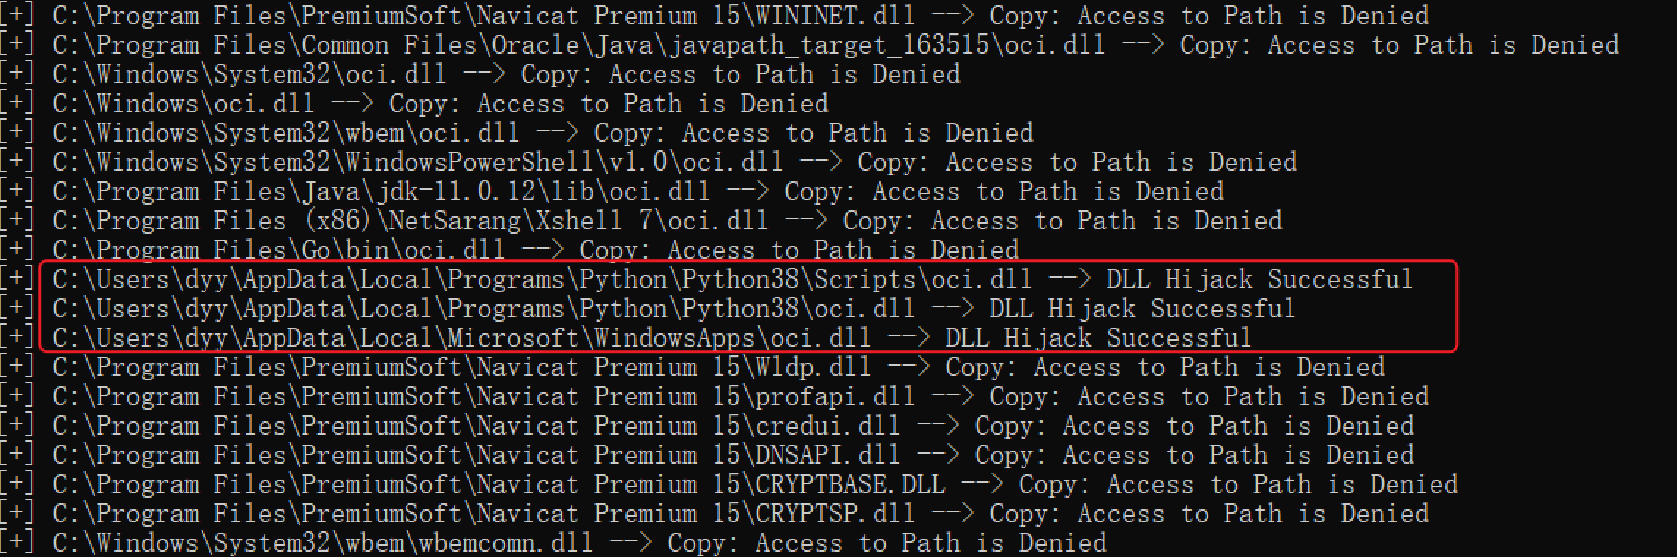 [+] C:\Program Files\PremiumSoft\Navicat Premium 15\WININET.dll --> Copy: Access to Path is Denied
[+] C:\Program Files\Common Files\Oracle\Java\javapath_target_163515\oci.dll --> Copy: Access to Path is Denied
[+] C:\Windows\System32\oci.dll --> Copy: Access to Path is Denied
[+] C:\Windows\oci.dll --> Copy: Access to Path is Denied
[+] C:\Windows\System32\wbem\oci.dll --> Copy: Access to Path is Denied
[+] C:\Windows\System32\WindowsPowerShell\v1.0\oci.dll --> Copy: Access to Path is Denied
[+] C:\Program Files\Java\jdk-11.0.12\lib\oci.dll --> Copy: Access to Path is Denied
[+] C:\Program Files (x86)\NetSarang\Xshell 7\oci.dll --> Copy: Access to Path is Denied
[+] C:\Program Files\Go\bin\oci.dll --> Copy: Access to Path is Denied
[+] C:\Users\dyy\AppData\Local\Programs\Python\Python38\Scripts\oci.dll --> DLL Hijack Successful
[+] C:\Users\dyy\AppData\Local\Programs\Python\Python38\oci.dll --> DLL Hijack Successful
[+] C:\Users\dyy\AppData\Local\Microsoft\WindowsApps\oci.dll --> DLL Hijack Successful
[+] C:\Program Files\PremiumSoft\Navicat Premium 15\Wldp.dll --> Copy: Access to Path is Denied
[+] C:\Program Files\PremiumSoft\Navicat Premium 15\profapi.dll --> Copy: Access to Path is Denied
[+] C:\Program Files\PremiumSoft\Navicat Premium 15\credui.dll --> Copy: Access to Path is Denied
[+] C:\Program Files\PremiumSoft\Navicat Premium 15\DNSAPI.dll --> Copy: Access to Path is Denied
[+] C:\Program Files\PremiumSoft\Navicat Premium 15\CRYPTBASE.DLL --> Copy: Access to Path is Denied
[+] C:\Program Files\PremiumSoft\Navicat Premium 15\CRYPTSP.dll --> Copy: Access to Path is Denied
[+] C:\Windows\System32\wbem\wbemcomn.dll --> Copy: Access to Path is Denied